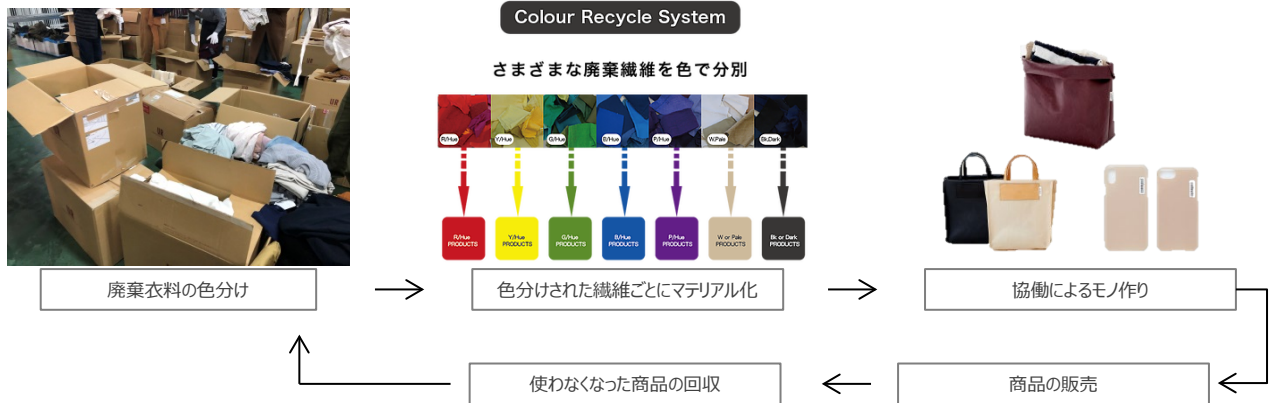 Colour Recycle System
さまざまな廃棄繊維を色で分別
R/Hue
Y/Hue
G/Hue
B/Hue
P/Hue
W,Pale
Bk,Dark
R/Hue
PRODUCTS
Y/Hue
PRODUCTS
G/Hue
PRODUCTS
B/Hue
PRODUCTS
P/Hue
PRODUCTS
W or Pale
PRODUCTS
Bk or Dark
PRODUCTS
廃棄衣料の色分け
色分けされた繊維ごとにマテリアル化
協働によるモノ作り
使わなくなった商品の回収
商品の販売